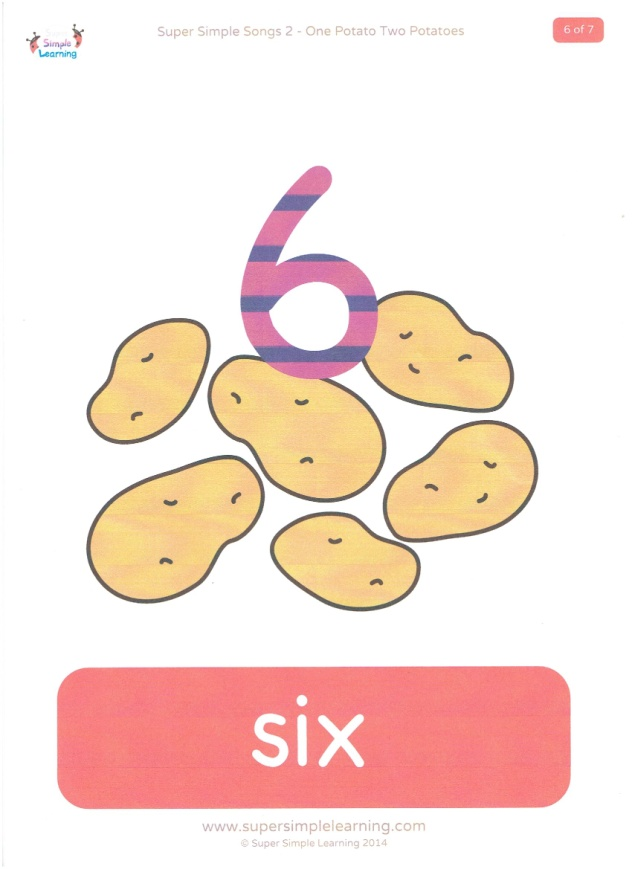 Super Simple Songs 2 - One Potato Two Potatoes
6 of 7
Simple
Learning
6
six
www.supersimplelearning.com
© Super Simple Learning 2014